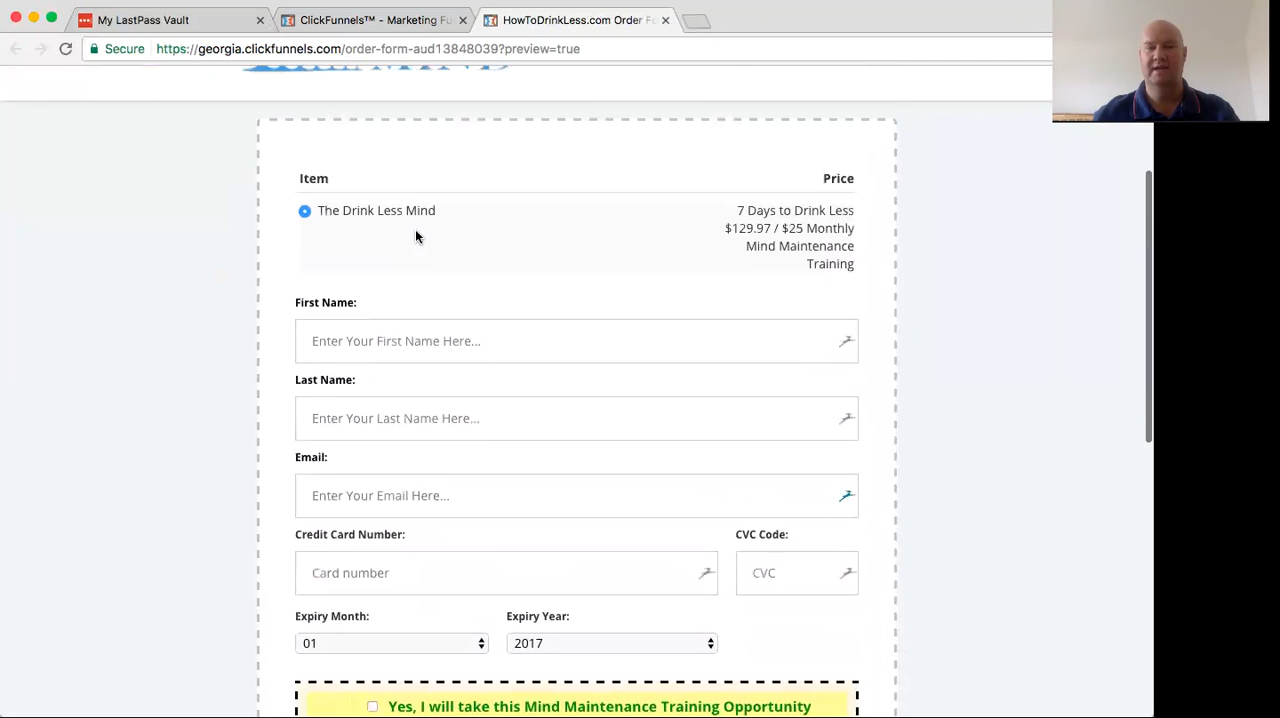 My LastPass Vault
ClickFunnels™ - Marketing Fu
HowToDrinkLess.com Order Fo
Secure https://georgia.clickfunnels.com/order-form-aud13848039?preview=true
Item Price
The Drink Less Mind 7 Days to Drink Less
$129.97 / $25 Monthly
Mind Maintenance
Training
First Name:
Enter Your First Name Here...
Last Name:
Enter Your Last Name Here...
Email:
Enter Your Email Here...
Credit Card Number: CVC Code:
Card number CVC
Expiry Month: Expiry Year:
01 2017
Yes, I will take this Mind Maintenance Training Opportunity